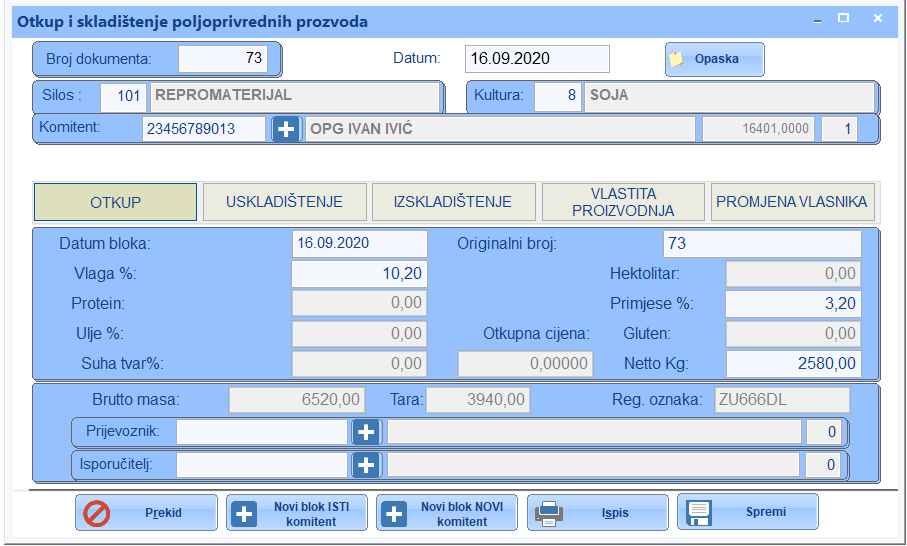 Otkup i skladištenje poljoprivrednih prozvoda
Broj dokumenta: 73 Datum: 16.09.2020 Opaska
Silos : 101 REPROMATERIJAL Kultura: 8 SOJA
Komitent: 23456789013 OPG IVAN IVIĆ 16401,0000 1
OTKUP USKLADIŠTENJE IZSKLADIŠTENJE VLASTITA PROIZVODNJA PROMJENA VLASNIKA
Datum bloka: 16.09.2020 Originalni broj: 73
Vlaga %: 10,20 Hektolitar: 0,00
Protein: 0,00 Primjese %: 3,20
Ulje %: 0,00 Otkupna cijena: Gluten: 0,00
Suha tvar%: 0,00 0,00000 Netto Kg: 2580,00
Brutto masa: 6520,00 Tara: 3940,00 Reg. oznaka: ZU666DL
Prijevoznik: 0
Isporučitelj: 0
Prekid Novi blok ISTI komitent Novi blok NOVI komitent Ispis Spremi